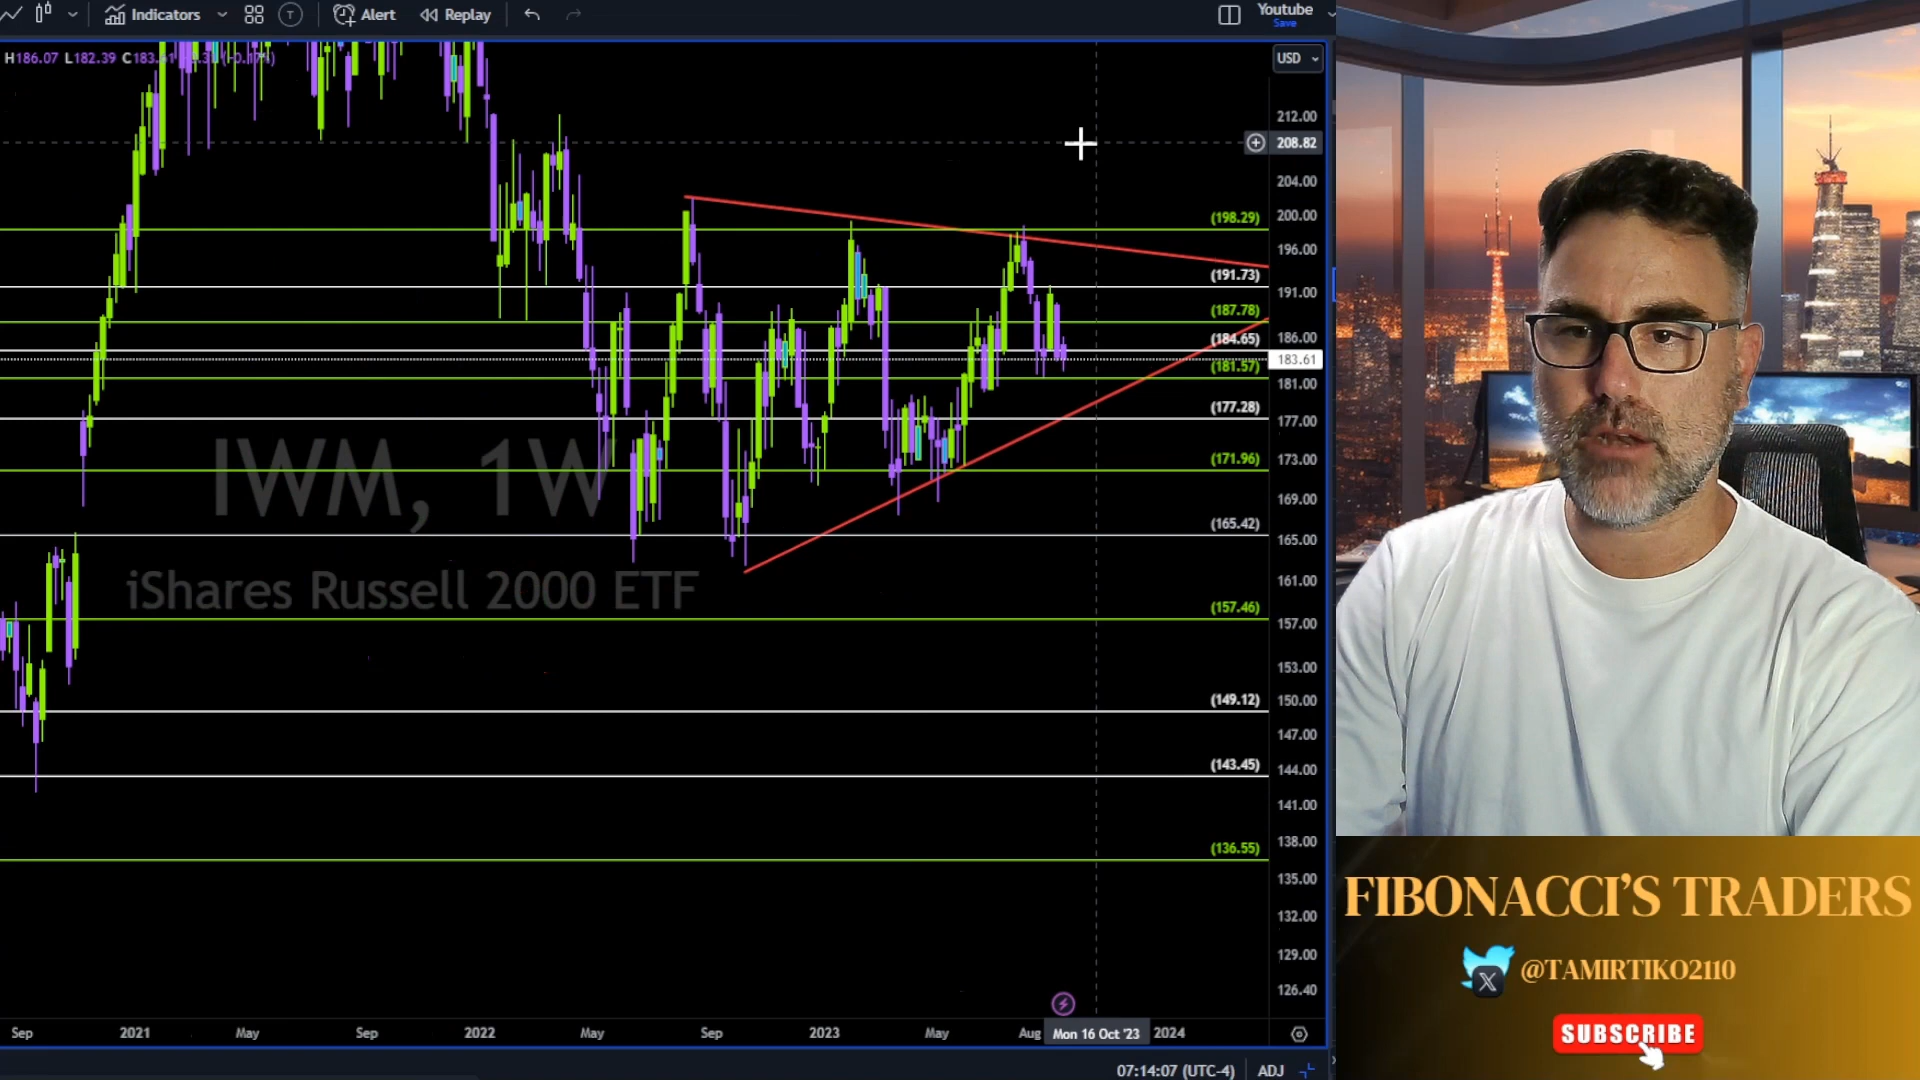 Indicators
T
Alert
Replay
Youtube
Save
H186.07 L182.39
USD
212.00
208.82
204.00
200.00
(198.29)
196.00
(191.73)
191.00
(187.78)
186.00
(184.65)
183.61
(181.57)
181.00
(177.28)
177.00
(171.96)
173.00
169.00
(165.42)
165.00
161.00
(157.46)
157.00
153.00
(149.12)
150.00
147.00
(143.45)
144.00
141.00
138.00
(136.55)
135.00
132.00
129.00
126.40
IWM, 1W
iShares Russell 2000 ETF
Sep 2021 May Sep 2022 May Sep 2023 May Aug Mon 16 Oct '23 2024
07:14:07 (UTC-4) ADJ
FIBONACCI'S TRADERS
X @TAMIRTIKO2110
SUBSCRIBE